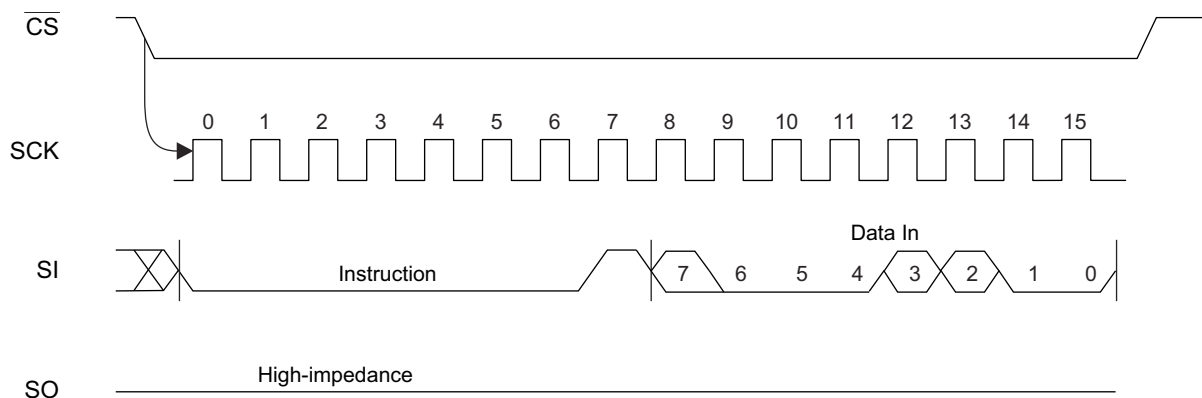 CS
0 1 2 3 4 5 6 7 8 9 10 11 12 13 14 15
SCK
Data In
SI
Instruction
7 6 5 4 3 2 1 0
High-impedance
SO